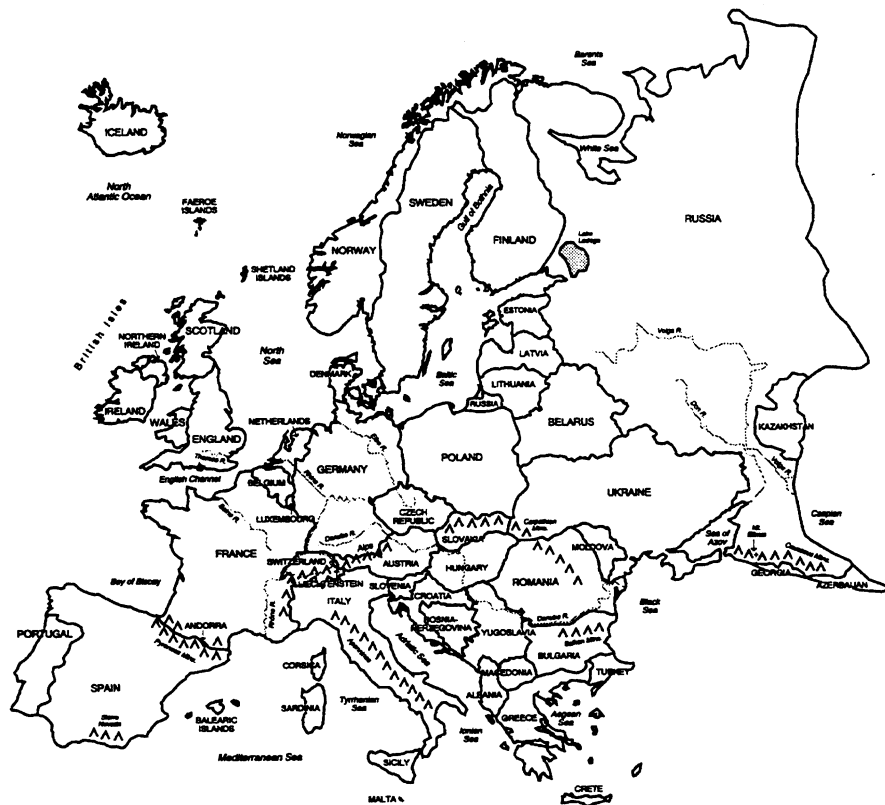 Barents
Sea
ICELAND
Norwegian
Sea
White Sea
North
Atlantic Ocean
FAEROE
ISLANDS
SWEDEN
Gulf of Bothnia
RUSSIA
FINLAND
Lake
Ladoga
NORWAY
SHETLAND
ISLANDS
British Isles
SCOTLAND
NORTHERN
IRELAND
North
Sea
ESTONIA
Volga R.
LATVIA
DENMARK
Baltic
Sea
LITHUANIA
RUSSIA
IRELAND
WALES
ENGLAND
NETHERLANDS
BELARUS
Don R.
KAZAKHSTAN
Thames R.
Elbe R.
POLAND
GERMANY
English Channel
BELGIUM
Rhine R.
Volga R.
UKRAINE
Seine R.
LUXEMBOURG
CZECH
REPUBLIC
Carpathian
Mtns.
Caspian
Sea
FRANCE
Danube R.
SLOVAKIA
Sea of
Azov
Mt.
Elbrus
Caucasus Mtns.
Alps
AUSTRIA
MOLDOVA
SWITZERLAND
LIECHTENSTEIN
HUNGARY
ROMANIA
GEORGIA
AZERBAIJAN
Bay of Biscay
SLOVENIA
CROATIA
ITALY
Rhône R.
BOSNIA-
HERZEGOVINA
Danube R.
Black
Sea
ANDORRA
Pyrenees Mtns.
PORTUGAL
Apennines
Adriatic Sea
YUGOSLAVIA
Balkan Mtns.
BULGARIA
CORSICA
MACEDONIA
TURKEY
SPAIN
ALBANIA
SARDINIA
Tyrrhenian
Sea
Sierra
Nevada
BALEARIC
ISLANDS
GREECE
Aegean
Sea
Ionian
Sea
Mediterranean Sea
SICILY
CRETE
MALTA